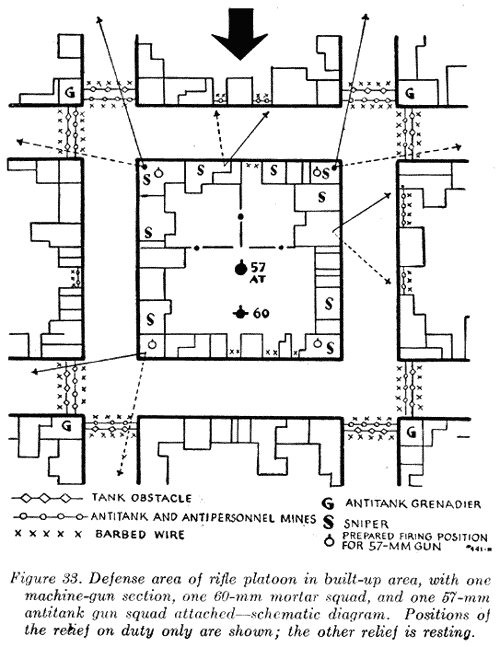 G
G
S
S
S
S
S
S
57
AT
60
S
S
S
G
G
TANK OBSTACLE
ANTITANK AND ANTIPERSONNEL MINES
BARBED WIRE
G ANTITANK GRENADIER
S SNIPER
PREPARED FIRING POSITION
FOR 57-MM GUN
Figure 33. Defense area of rifle platoon in built-up area, with one
machine-gun section, one 60-mm mortar squad, and one 57-mm
antitank gun squad attached—schematic diagram. Positions of
the relief on duty only are shown; the other relief is resting.